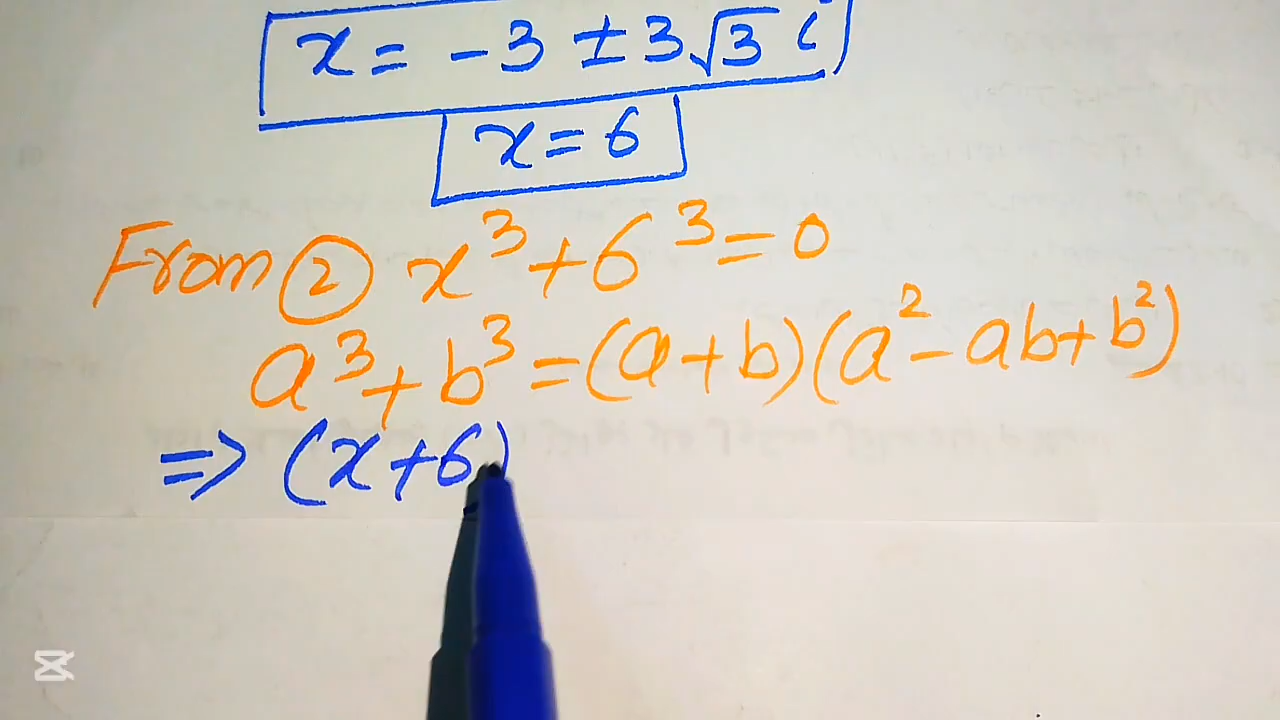 x = -3 ± 3√3 i
x = 6
From ② x³ + 6³ = 0
a³ + b³ = (a + b)(a² - ab + b²)
=> (x + 6)